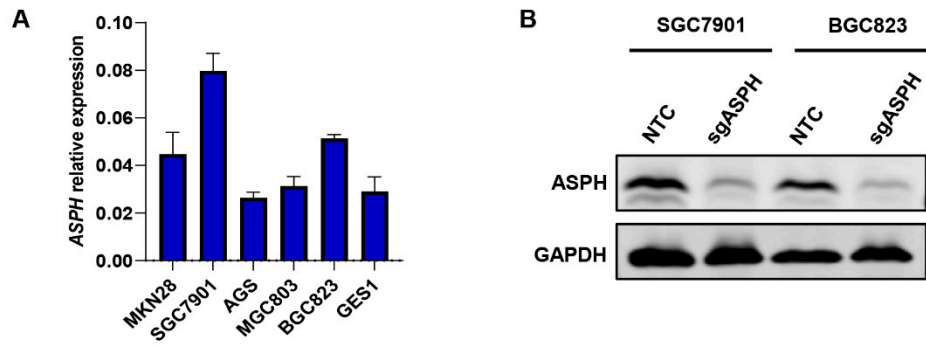 A
ASPH relative expression
0.10
0.08
0.06
0.04
0.02
0.00
MKN28
SGC7901
AGS
MGC803
BGC823
GES1
B
SGC7901 BGC823
NTC sgASPH NTC sgASPH
ASPH
GAPDH